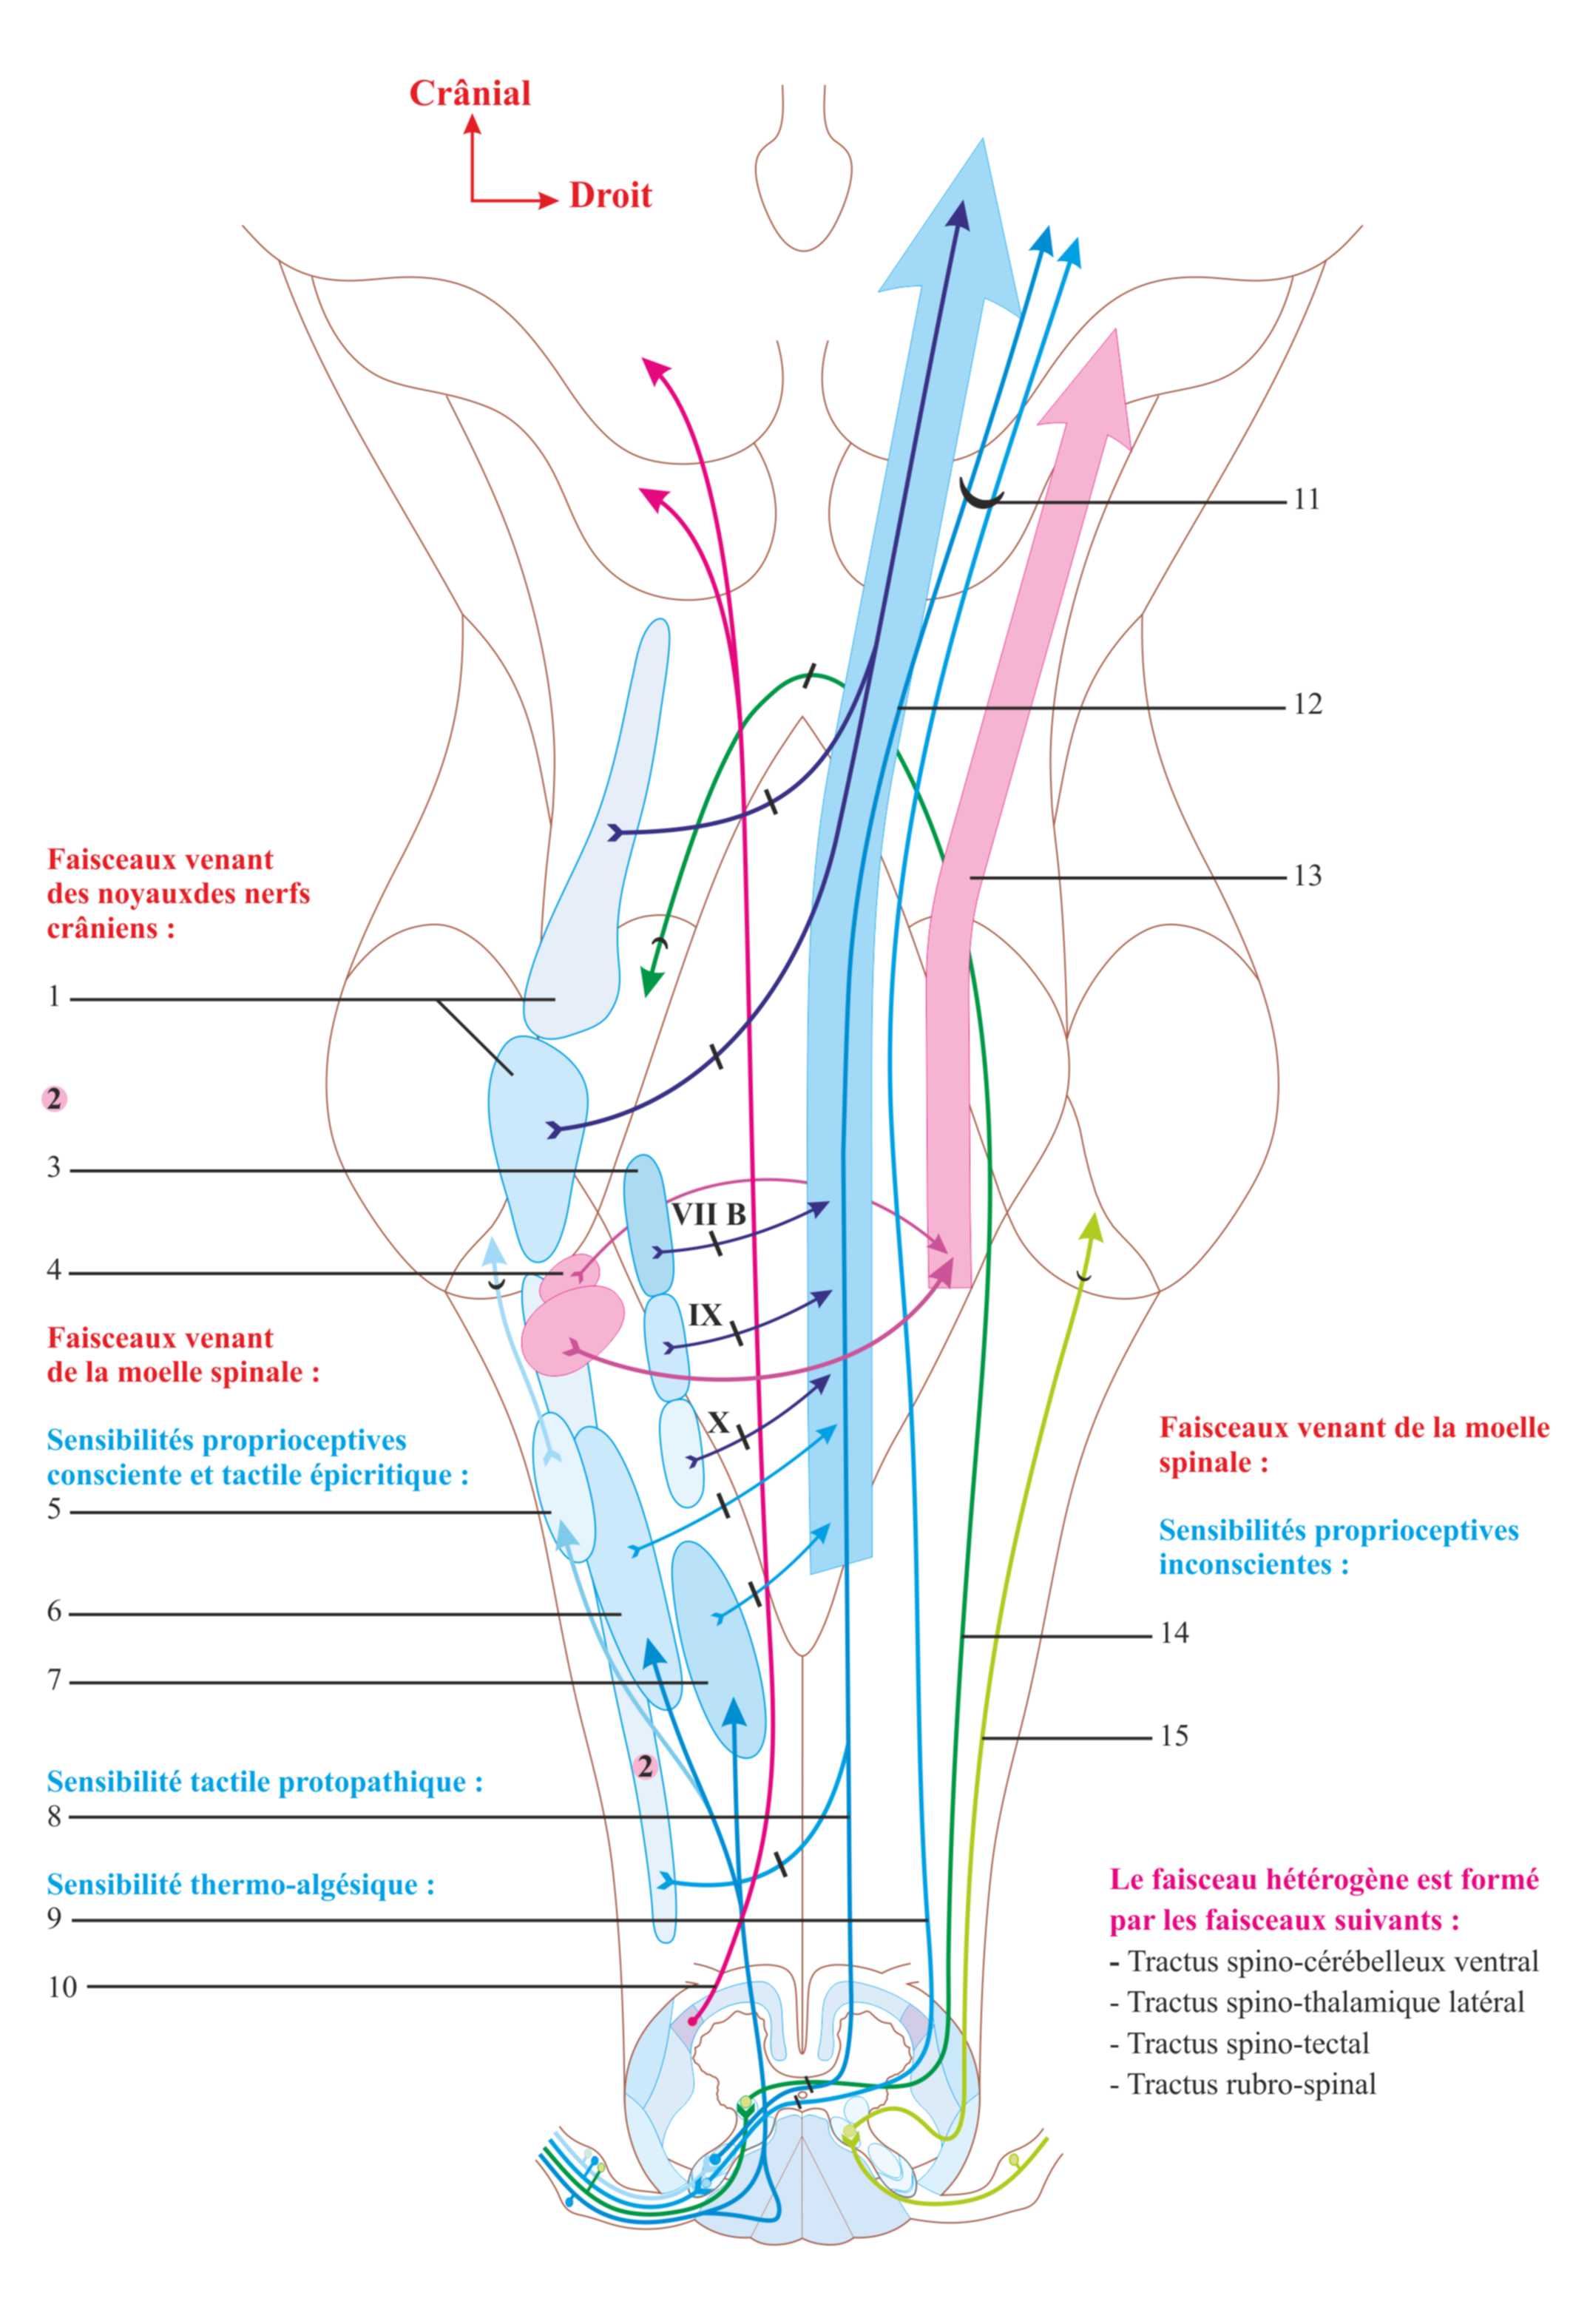 Crânial
Droit
11
12
Faisceaux venant
des noyauxdes nerfs
crâniens :
13
1
2
3
VII B
4
IX
Faisceaux venant
de la moelle spinale :
X
Sensibilités proprioceptives
consciente et tactile épicritique :
5
6
7
2
Sensibilité tactile protopathique :
8
Sensibilité thermo-algésique :
9
10
Faisceaux venant de la moelle
spinale :
Sensibilités proprioceptives
inconscientes :
14
15
Le faisceau hétérogène est formé
par les faisceaux suivants :
- Tractus spino-cérébelleux ventral
- Tractus spino-thalamique latéral
- Tractus spino-tectal
- Tractus rubro-spinal